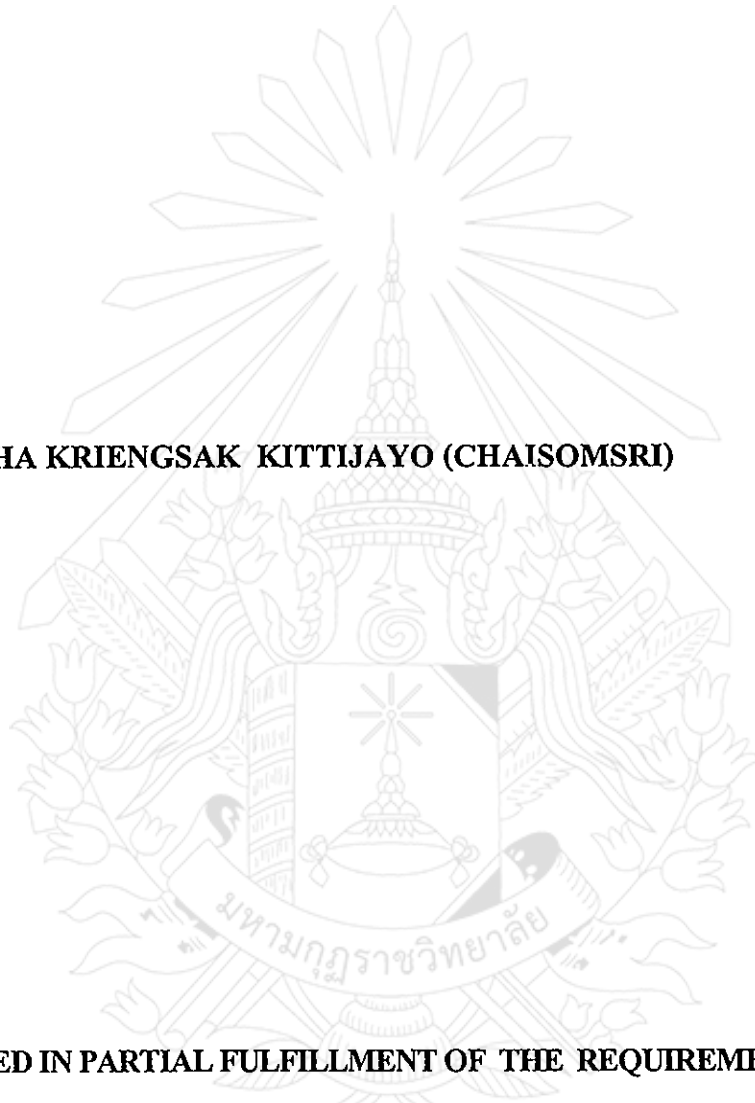 HA KRIENGSAK KITTIJAYO (CHAISOMSRI)
มหามกุฏราชวิทยาลัย
ED IN PARTIAL FULFILLMENT OF THE REQUIREME